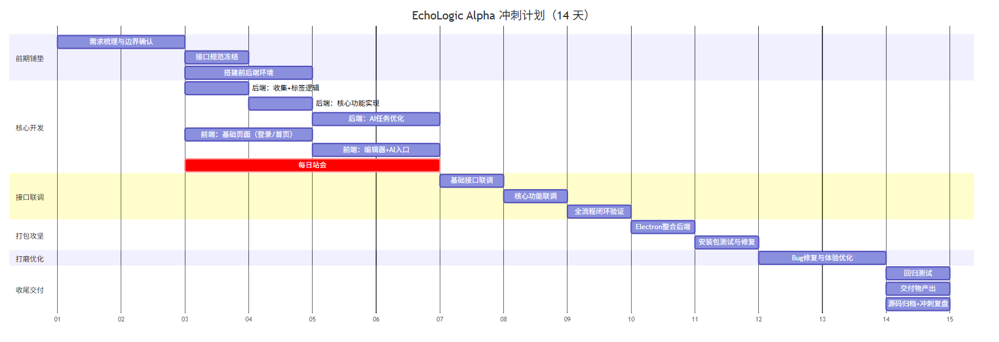 EchoLogic Alpha 冲刺计划（14 天）
前期铺垫
需求梳理与边界确认
接口规范冻结
搭建前后端环境
核心开发
后端：收集+标签逻辑
后端：核心功能实现
后端：AI任务优化
前端：基础页面（登录/首页）
前端：编辑器+AI入口
每日站会
接口联调
基础接口联调
核心功能联调
全流程闭环验证
打包攻坚
Electron整合后端
安装包测试与修复
打磨优化
Bug修复与体验优化
收尾交付
回归测试
交付物产出
源码归档+冲刺复盘
01 02 03 04 05 06 07 08 09 10 11 12 13 14 15